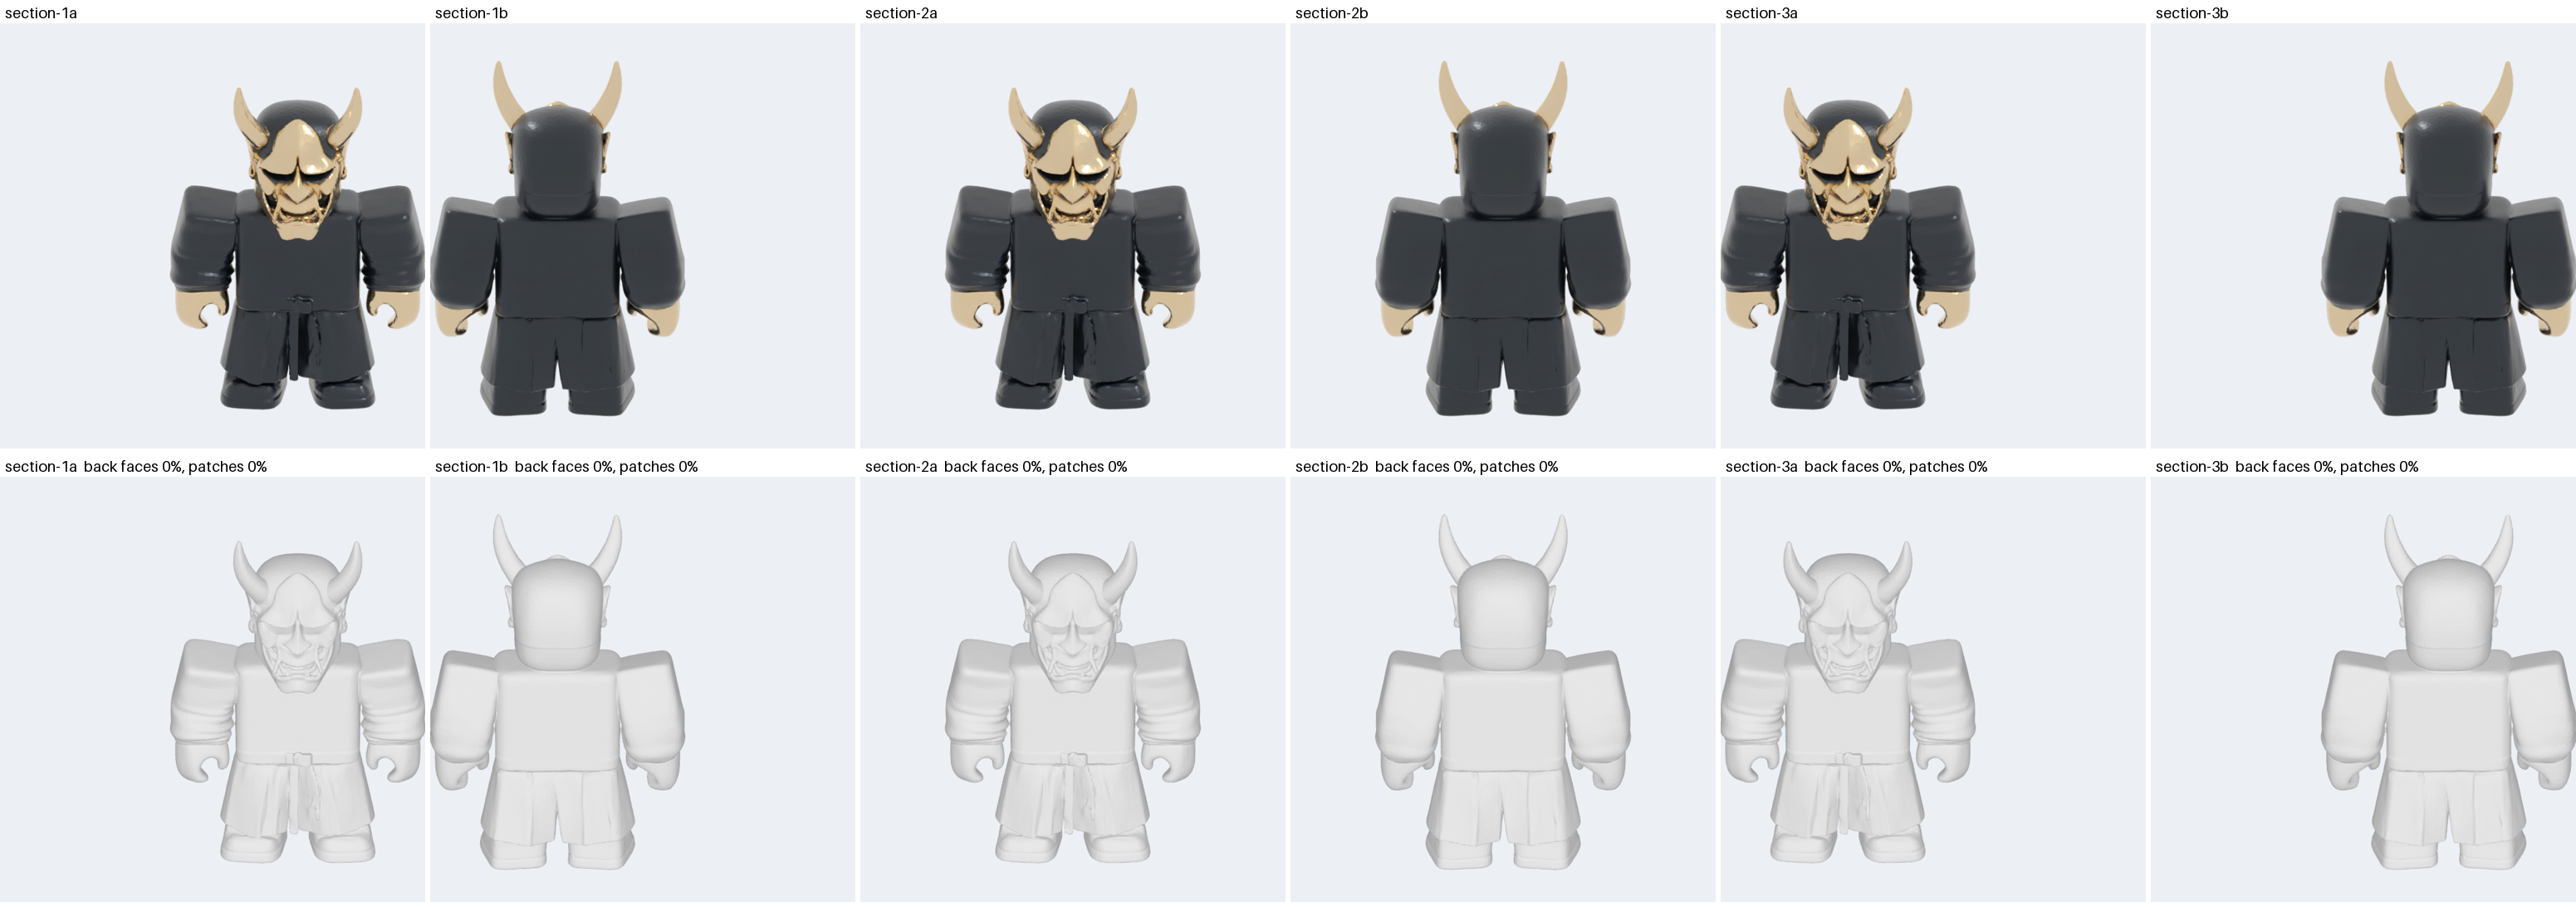 section-1a
section-1b
section-2a
section-2b
section-3a
section-3b
section-1a back faces 0%, patches 0%
section-1b back faces 0%, patches 0%
section-2a back faces 0%, patches 0%
section-2b back faces 0%, patches 0%
section-3a back faces 0%, patches 0%
section-3b back faces 0%, patches 0%